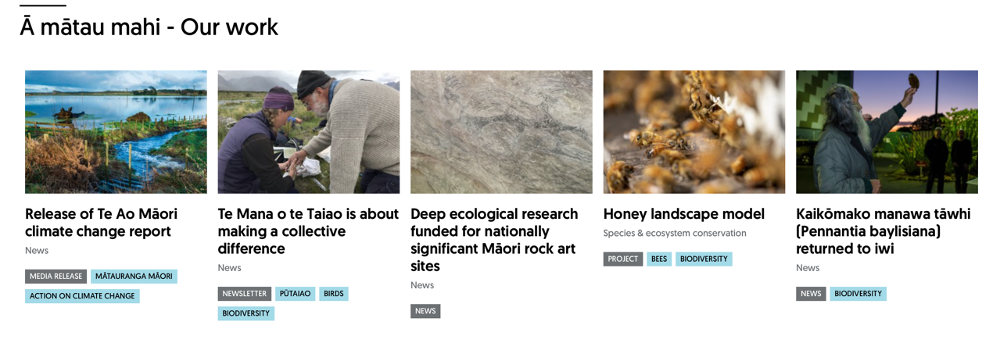 Ā mātau mahi - Our work
Release of Te Ao Māori
climate change report
News
MEDIA RELEASE MĀTAURANGA MĀORI
ACTION ON CLIMATE CHANGE
Te Mana o te Taiao is about
making a collective
difference
News
NEWSLETTER PŪTAIAO BIRDS
BIODIVERSITY
Deep ecological research
funded for nationally
significant Māori rock art
sites
News
NEWS
Honey landscape model
Species & ecosystem conservation
PROJECT BEES BIODIVERSITY
Kaikōmako manawa tāwhi
(Pennantia baylisiana)
returned to iwi
News
NEWS BIODIVERSITY